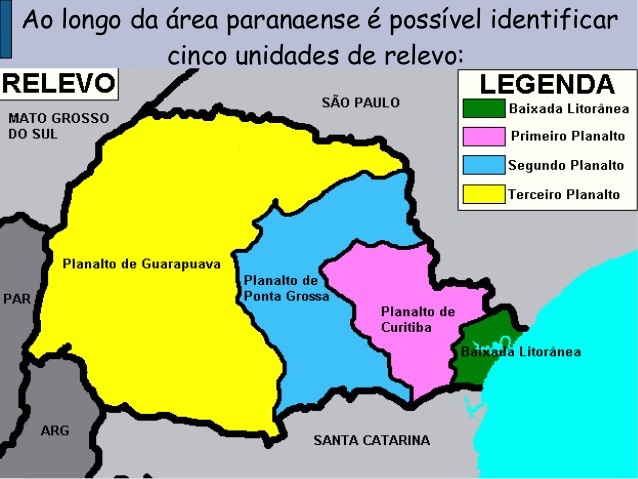 Ao longo da área paranaense é possível identificar
cinco unidades de relevo:
RELEVO
LEGENDA
Baixada Litorânea
Primeiro Planalto
Segundo Planalto
Terceiro Planalto
SÃO PAULO
MATO GROSSO
DO SUL
Planalto de Guarapuava
Planalto de
Ponta Grossa
Planalto de
Curitiba
Baixada Litorânea
PAR
ARG
SANTA CATARINA